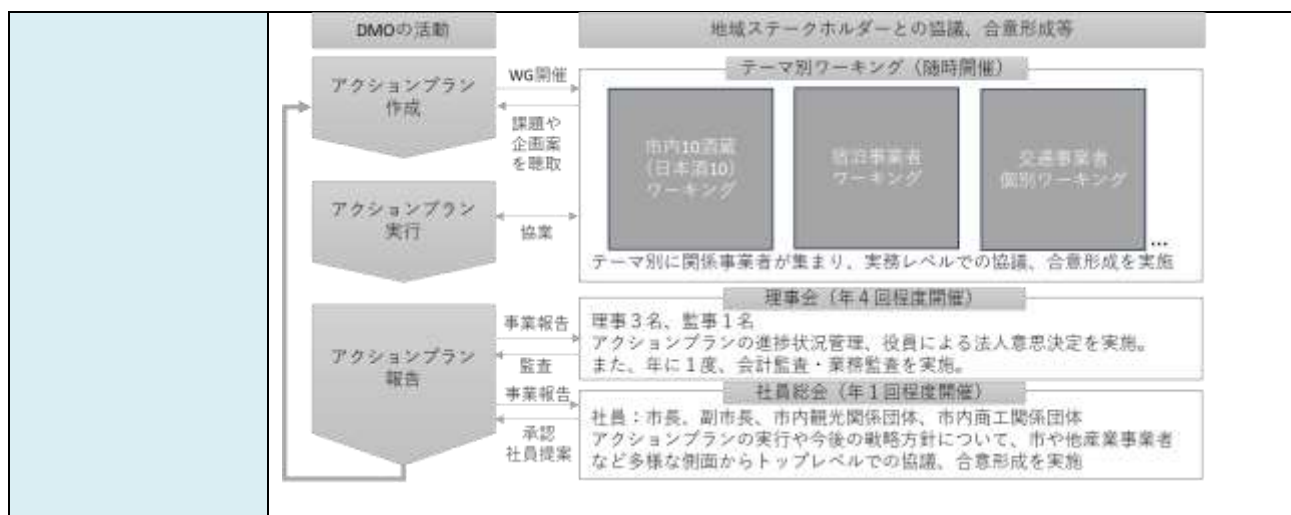 DMOの活動
地域ステークホルダーとの協議、合意形成等
アクションプラン
作成
WG開催
課題や
企画案
を聴取
テーマ別ワーキング（随時開催）
市内10酒蔵
（日本酒10）
ワーキング
宿泊事業者
ワーキング
交通事業者
個別ワーキング
…
テーマ別に関係事業者が集まり、実務レベルでの協議、合意形成を実施
アクションプラン
実行
協業
アクションプラン
報告
事業報告
監査
理事会（年４回程度開催）
理事３名、監事１名
アクションプランの進捗状況管理、役員による法人意思決定を実施。
また、年に１度、会計監査・業務監査を実施。
事業報告
承認
社員提案
社員総会（年１回程度開催）
社員：市長、副市長、市内観光関係団体、市内商工関係団体
アクションプランの実行や今後の戦略方針について、市や他産業事業者
など多様な側面からトップレベルでの協議、合意形成を実施